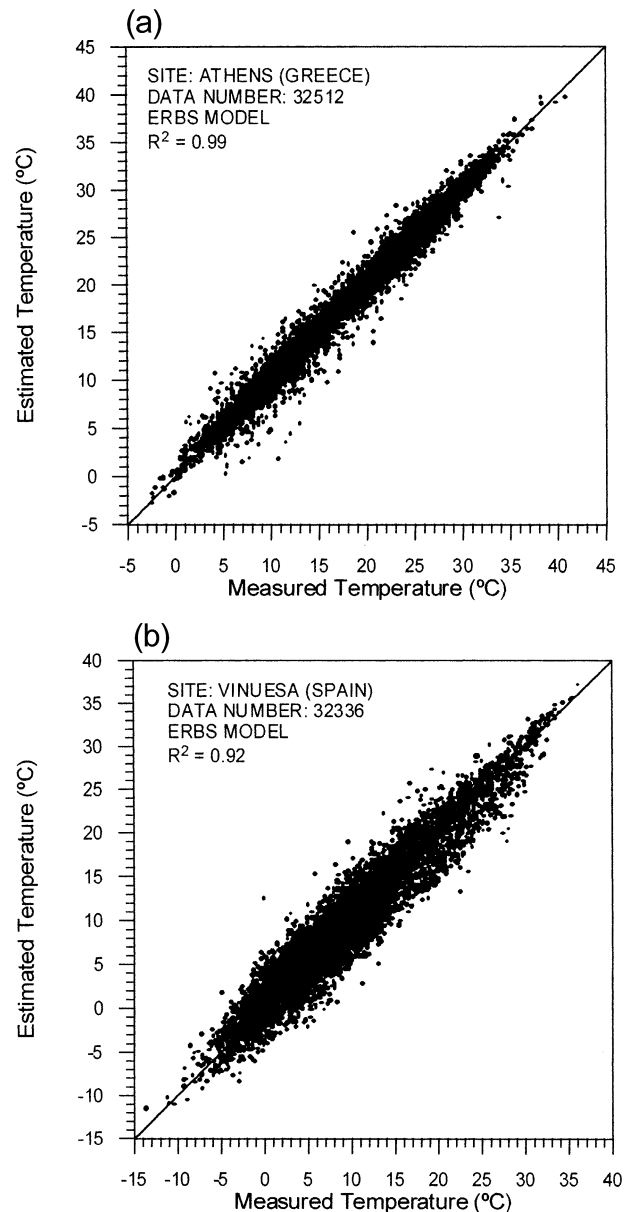 (a)
SITE: ATHENS (GREECE)
DATA NUMBER: 32512
ERBS MODEL
R² = 0.99
45
40
35
30
25
20
15
10
5
0
-5
Estimated Temperature (ºC)
-5 0 5 10 15 20 25 30 35 40 45
Measured Temperature (ºC)
(b)
SITE: VINUESA (SPAIN)
DATA NUMBER: 32336
ERBS MODEL
R² = 0.92
40
35
30
25
20
15
10
5
0
-5
-10
-15
Estimated Temperature (ºC)
-15 -10 -5 0 5 10 15 20 25 30 35 40
Measured Temperature (ºC)